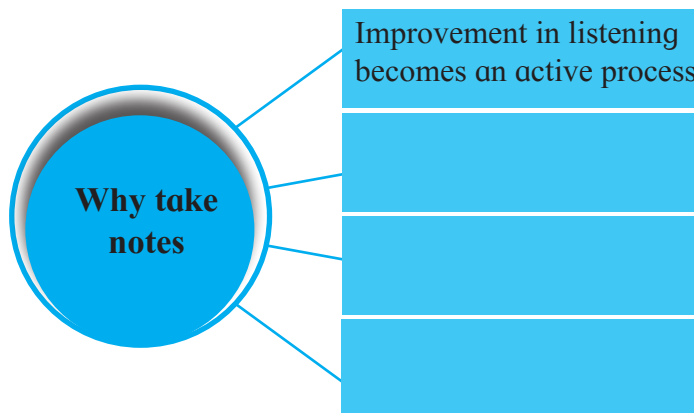 Improvement in listening
becomes an active process
Why take
notes